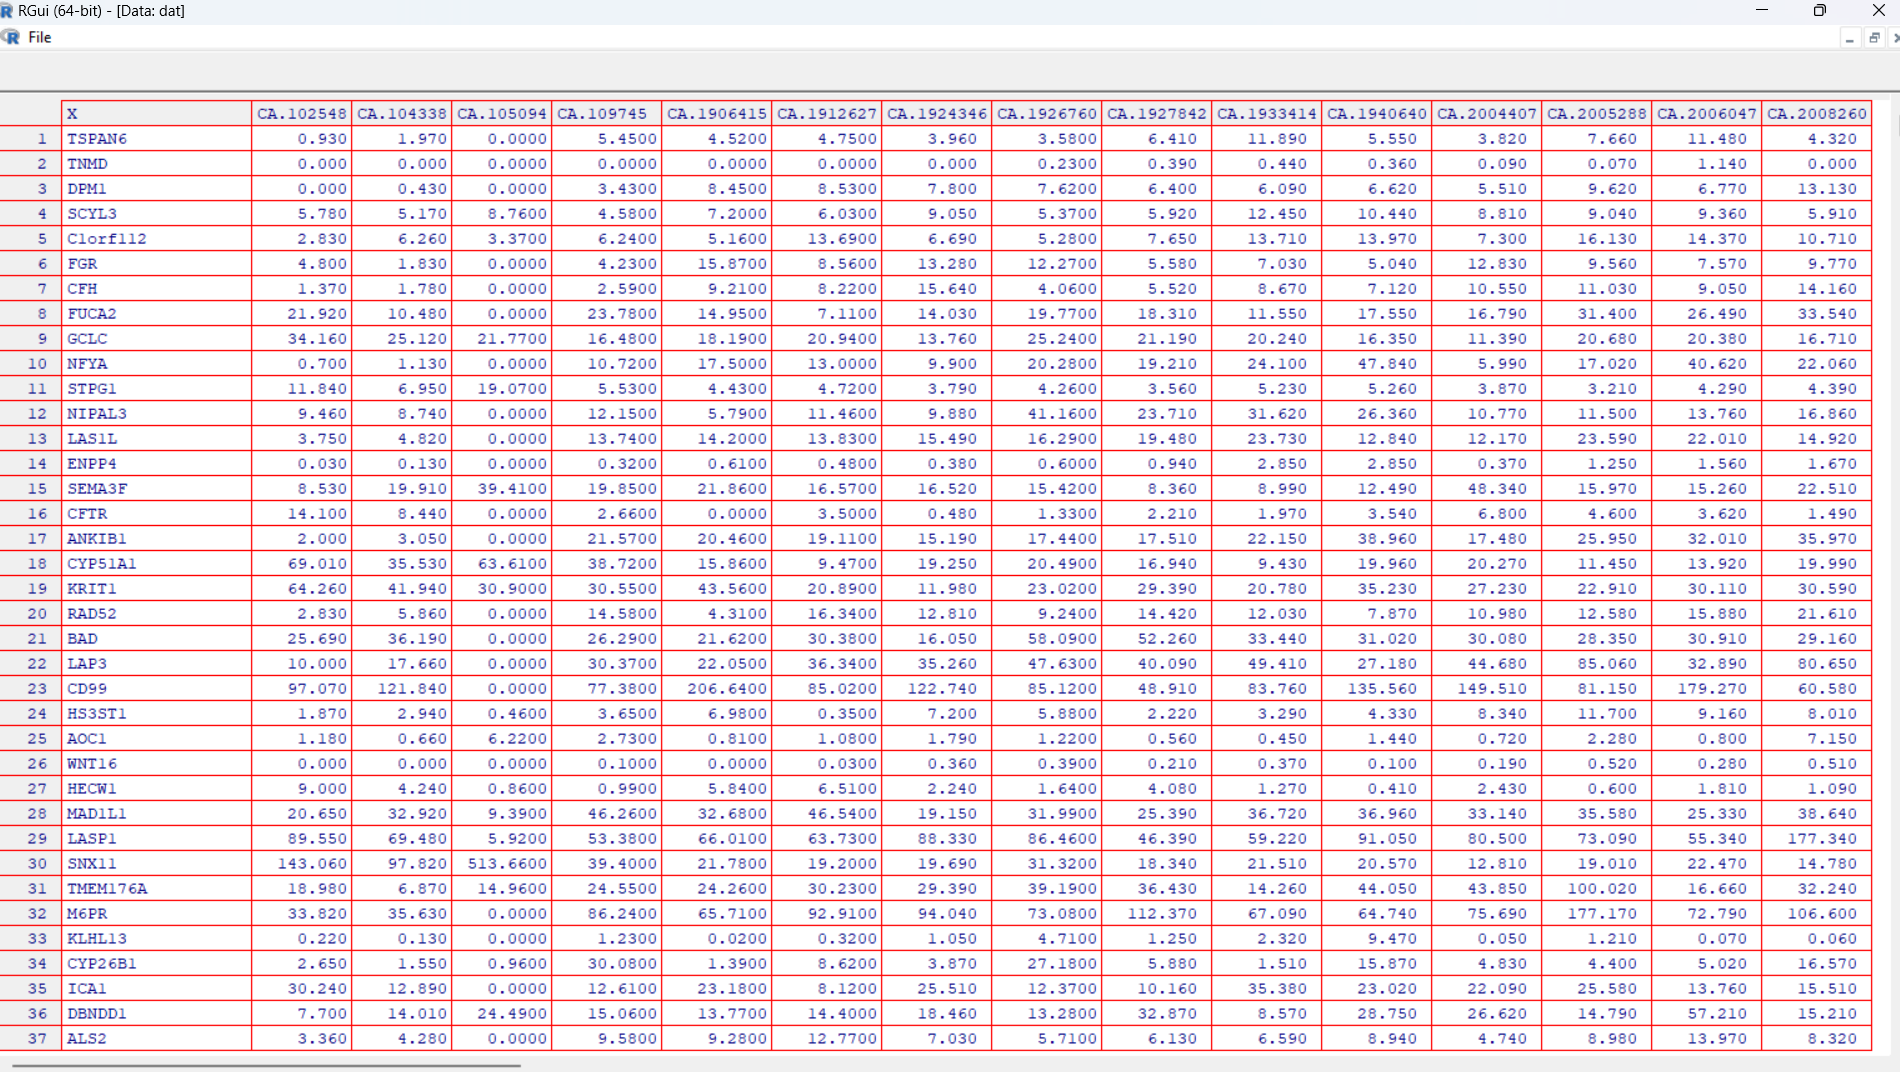 RGui (64-bit) - [Data: dat]
File
X CA.102548 CA.104338 CA.105094 CA.109745 CA.1906415 CA.1912627 CA.1924346 CA.1926760 CA.1927842 CA.1933414 CA.1940640 CA.2004407 CA.2005288 CA.2006047 CA.2008260
1 TSPAN6 0.930 1.970 0.0000 5.4500 4.5200 4.7500 3.960 3.5800 6.410 11.890 5.550 3.820 7.660 11.480 4.320
2 TNMD 0.000 0.000 0.0000 0.0000 0.0000 0.0000 0.000 0.2300 0.390 0.440 0.360 0.090 0.070 1.140 0.000
3 DPM1 0.000 0.430 0.0000 3.4300 8.4500 8.5300 7.800 7.6200 6.400 6.090 6.620 5.510 9.620 6.770 13.130
4 SCYL3 5.780 5.170 8.7600 4.5800 7.2000 6.0300 9.050 5.3700 5.920 12.450 10.440 8.810 9.040 9.360 5.910
5 C1orf112 2.830 6.260 3.3700 6.2400 5.1600 13.6900 6.690 5.2800 7.650 13.710 13.970 7.300 16.130 14.370 10.710
6 FGR 4.800 1.830 0.0000 4.2300 15.8700 8.5600 13.280 12.2700 5.580 7.030 5.040 12.830 9.560 7.570 9.770
7 CFH 1.370 1.780 0.0000 2.5900 9.2100 8.2200 15.640 4.0600 5.520 8.670 7.120 10.550 11.030 9.050 14.160
8 FUCA2 21.920 10.480 0.0000 23.7800 14.9500 7.1100 14.030 19.7700 18.310 11.550 17.550 16.790 31.400 26.490 33.540
9 GCLC 34.160 25.120 21.7700 16.4800 18.1900 20.9400 13.760 25.2400 21.190 20.240 16.350 11.390 20.680 20.380 16.710
10 NFYA 0.700 1.130 0.0000 10.7200 17.5000 13.0000 9.900 20.2800 19.210 24.100 47.840 5.990 17.020 40.620 22.060
11 STPG1 11.840 6.950 19.0700 5.5300 4.4300 4.7200 3.790 4.2600 3.560 5.230 5.260 3.870 3.210 4.290 4.390
12 NIPAL3 9.460 8.740 0.0000 12.1500 5.7900 11.4600 9.880 41.1600 23.710 31.620 26.360 10.770 11.500 13.760 16.860
13 LAS1L 3.750 4.820 0.0000 13.7400 14.2000 13.8300 15.490 16.2900 19.480 23.730 12.840 12.170 23.590 22.010 14.920
14 ENPP4 0.030 0.130 0.0000 0.3200 0.6100 0.4800 0.380 0.6000 0.940 2.850 2.850 0.370 1.250 1.560 1.670
15 SEMA3F 8.530 19.910 39.4100 19.8500 21.8600 16.5700 16.520 15.4200 8.360 8.990 12.490 48.340 15.970 15.260 22.510
16 CFTR 14.100 8.440 0.0000 2.6600 0.0000 3.5000 0.480 1.3300 2.210 1.970 3.540 6.800 4.600 3.620 1.490
17 ANKIB1 2.000 3.050 0.0000 21.5700 20.4600 19.1100 15.190 17.4400 17.510 22.150 38.960 17.480 25.950 32.010 35.970
18 CYP51A1 69.010 35.530 63.6100 38.7200 15.8600 9.4700 19.250 20.4900 16.940 9.430 19.960 20.270 11.450 13.920 19.990
19 KRIT1 64.260 41.940 30.9000 30.5500 43.5600 20.8900 11.980 23.0200 29.390 20.780 35.230 27.230 22.910 30.110 30.590
20 RAD52 2.830 5.860 0.0000 14.5800 4.3100 16.3400 12.810 9.2400 14.420 12.030 7.870 10.980 12.580 15.880 21.610
21 BAD 25.690 36.190 0.0000 26.2900 21.6200 30.3800 16.050 58.0900 52.260 33.440 31.020 30.080 28.350 30.910 29.160
22 LAP3 10.000 17.660 0.0000 30.3700 22.0500 36.3400 35.260 47.6300 40.090 49.410 27.180 44.680 85.060 32.890 80.650
23 CD99 97.070 121.840 0.0000 77.3800 206.6400 85.0200 122.740 85.1200 48.910 83.760 135.560 149.510 81.150 179.270 60.580
24 HS3ST1 1.870 2.940 0.4600 3.6500 6.9800 0.3500 7.200 5.8800 2.220 3.290 4.330 8.340 11.700 9.160 8.010
25 AOC1 1.180 0.660 6.2200 2.7300 0.8100 1.0800 1.790 1.2200 0.560 0.450 1.440 0.720 2.280 0.800 7.150
26 WNT16 0.000 0.000 0.0000 0.1000 0.0000 0.0300 0.360 0.3900 0.210 0.370 0.100 0.190 0.520 0.280 0.510
27 HECW1 9.000 4.240 0.8600 0.9900 5.8400 6.5100 2.240 1.6400 4.080 1.270 0.410 2.430 0.600 1.810 1.090
28 MAD1L1 20.650 32.920 9.3900 46.2600 32.6800 46.5400 19.150 31.9900 25.390 36.720 36.960 33.140 35.580 25.330 38.640
29 LASP1 89.550 69.480 5.9200 53.3800 66.0100 63.7300 88.330 86.4600 46.390 59.220 91.050 80.500 73.090 55.340 177.340
30 SNX11 143.060 97.820 513.6600 39.4000 21.7800 19.2000 19.690 31.3200 18.340 21.510 20.570 12.810 19.010 22.470 14.780
31 TMEM176A 18.980 6.870 14.9600 24.5500 24.2600 30.2300 29.390 39.1900 36.430 14.260 44.050 43.850 100.020 16.660 32.240
32 M6PR 33.820 35.630 0.0000 86.2400 65.7100 92.9100 94.040 73.0800 112.370 67.090 64.740 75.690 177.170 72.790 106.600
33 KLHL13 0.220 0.130 0.0000 1.2300 0.0200 0.3200 1.050 4.7100 1.250 2.320 9.470 0.050 1.210 0.070 0.060
34 CYP26B1 2.650 1.550 0.9600 30.0800 1.3900 8.6200 3.870 27.1800 5.880 1.510 15.870 4.830 4.400 5.020 16.570
35 ICA1 30.240 12.890 0.0000 12.6100 23.1800 8.1200 25.510 12.3700 10.160 35.380 23.020 22.090 25.580 13.760 15.510
36 DBNDD1 7.700 14.010 24.4900 15.0600 13.7700 14.4000 18.460 13.2800 32.870 8.570 28.750 26.620 14.790 57.210 15.210
37 ALS2 3.360 4.280 0.0000 9.5800 9.2800 12.7700 7.030 5.7100 6.130 6.590 8.940 4.740 8.980 13.970 8.320